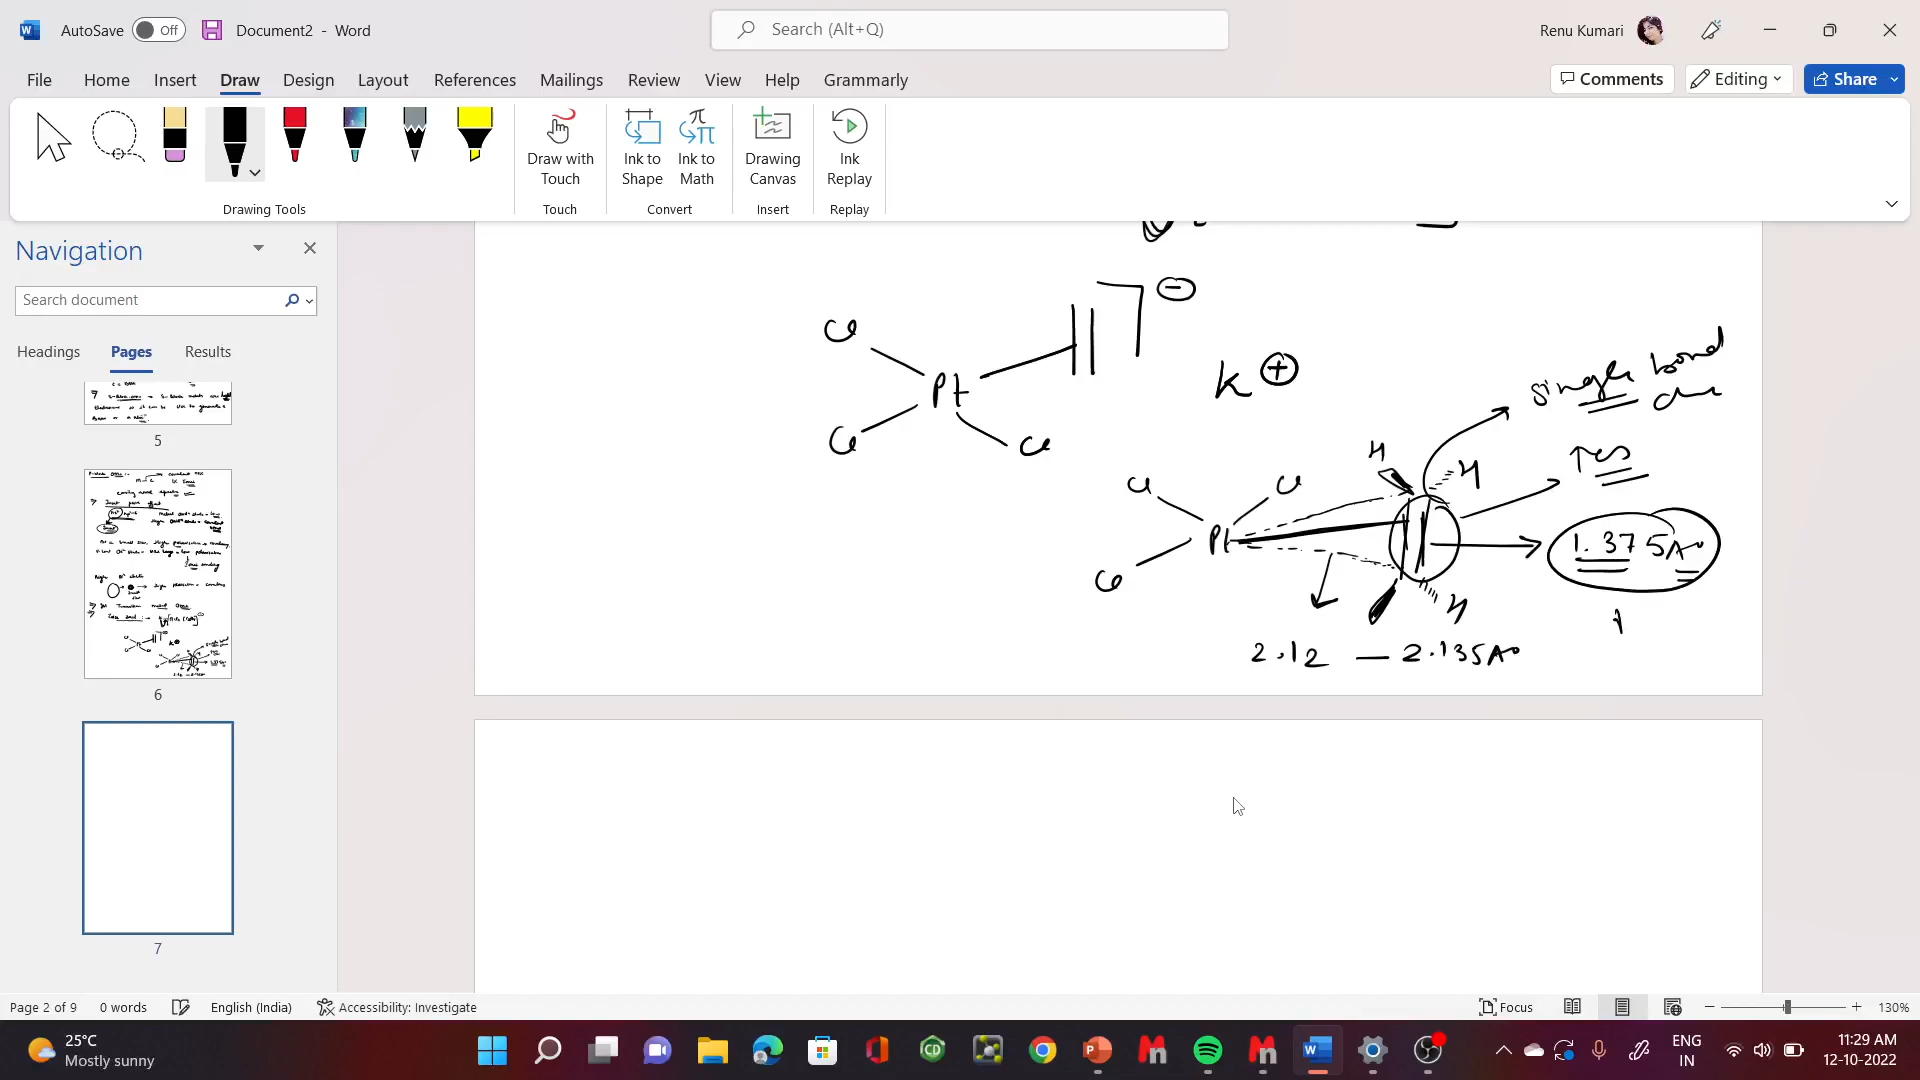 AutoSave Off Document2 - Word Search (Alt+Q) Renu Kumari
File Home Insert Draw Design Layout References Mailings Review View Help Grammarly Comments Editing Share
Draw with Touch
Ink to Shape
Ink to Math
Drawing Canvas
Ink Replay
Drawing Tools Touch Convert Insert Replay
Navigation
Search document
Headings Pages Results
5
6
7
Cl
Pt
Cl
Cl
−
K +
single bond
Cl
Cl
Pt
Cl
H
H
H
1.375A°
2.12 — 2.135A°
Page 2 of 9 0 words English (India) Accessibility: Investigate Focus 130%
25°C
Mostly sunny
ENG
IN
11:29 AM
12-10-2022